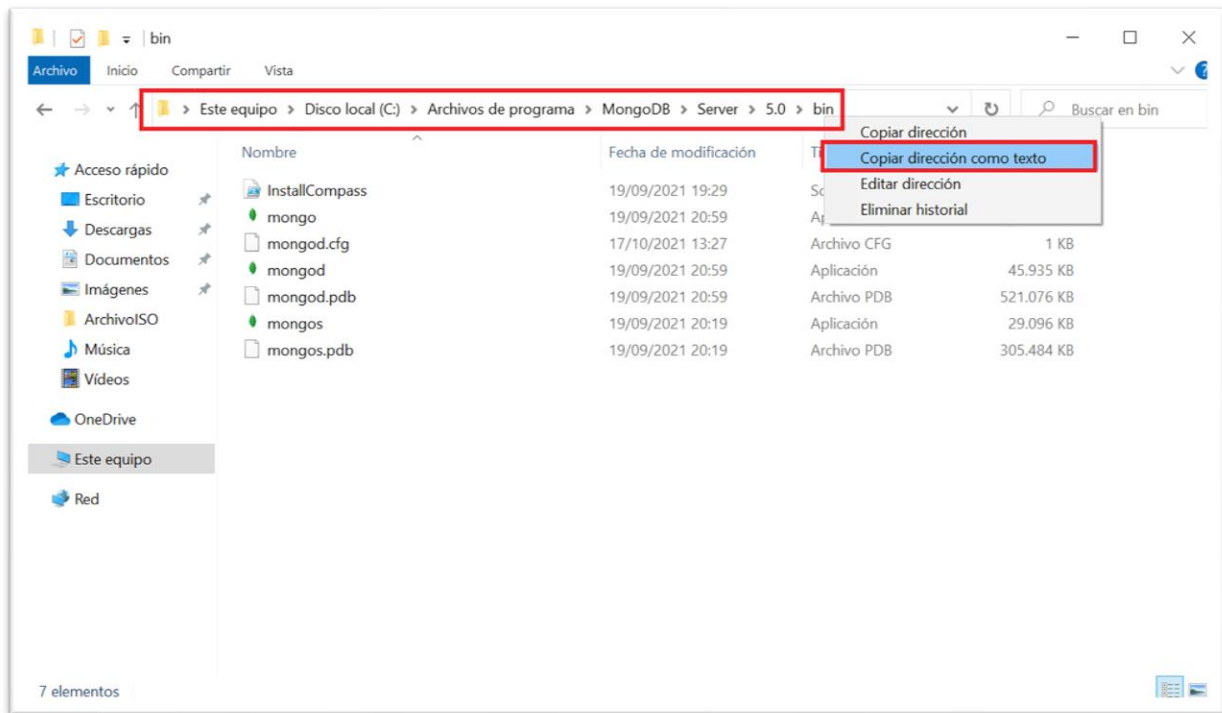 bin
Archivo Inicio Compartir Vista
Este equipo > Disco local (C:) > Archivos de programa > MongoDB > Server > 5.0 > bin
Buscar en bin
Copiar dirección
Copiar dirección como texto
Editar dirección
Eliminar historial
Acceso rápido
Escritorio
Descargas
Documentos
Imágenes
ArchivoISO
Música
Vídeos
OneDrive
Este equipo
Red
Nombre Fecha de modificación
InstallCompass 19/09/2021 19:29
mongo 19/09/2021 20:59
mongod.cfg 17/10/2021 13:27 Archivo CFG 1 KB
mongod 19/09/2021 20:59 Aplicación 45.935 KB
mongod.pdb 19/09/2021 20:59 Archivo PDB 521.076 KB
mongos 19/09/2021 20:19 Aplicación 29.096 KB
mongos.pdb 19/09/2021 20:19 Archivo PDB 305.484 KB
7 elementos